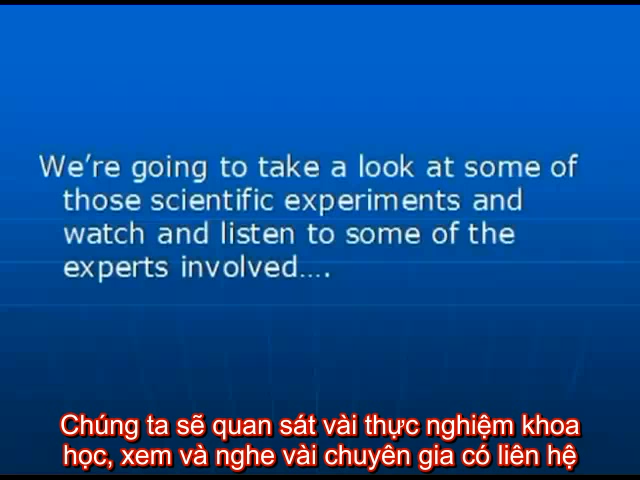 We're going to take a look at some of
those scientific experiments and
watch and listen to some of the
experts involved….
Chúng ta sẽ quan sát vài thực nghiệm khoa
học, xem và nghe vài chuyên gia có liên hệ